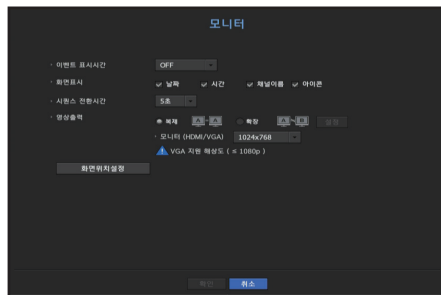 모니터
· 이벤트 표시시간 OFF
· 화면표시 날짜 시간 채널이름 아이콘
· 시퀀스 전환시간 5초
· 영상출력 복제 A A 확장 A B 설정
· 모니터 (HDMI/VGA) 1024x768
VGA 지원 해상도 ( ≤ 1080p )
화면위치설정
확인 취소